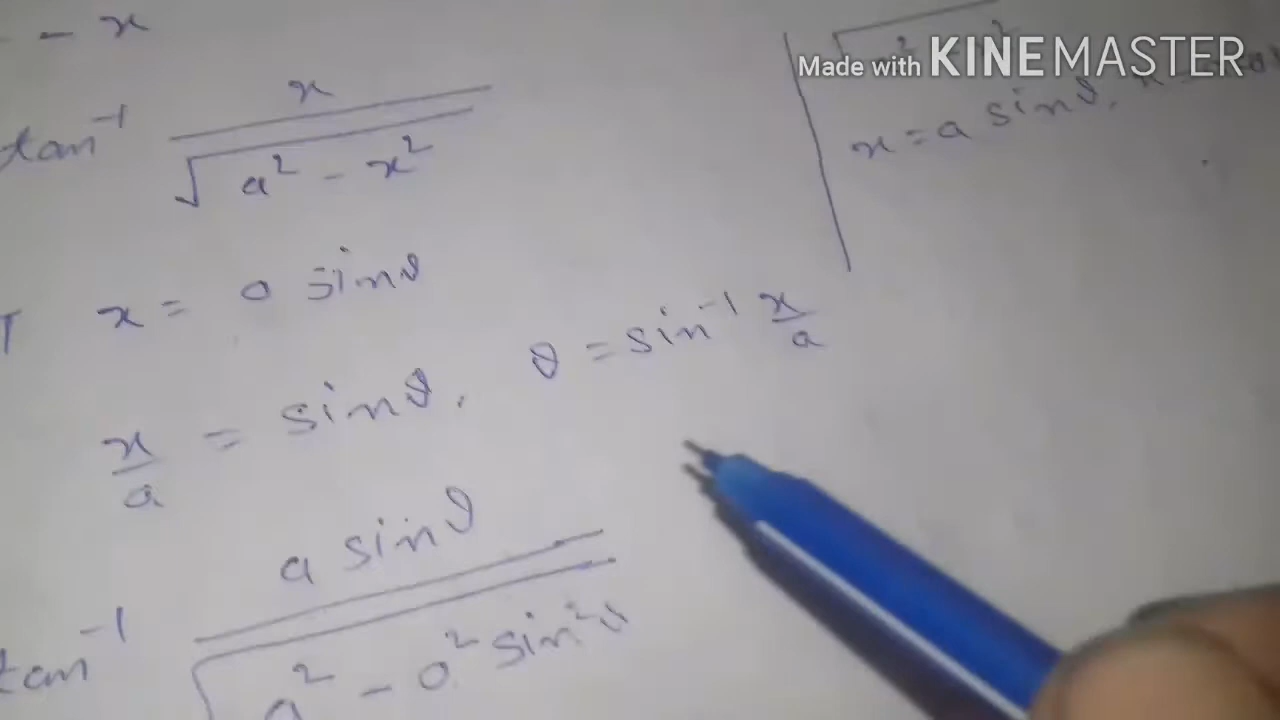 - - x
tan⁻¹ x / √(a² - x²)
x = a sinθ,
Made with KINEMASTER
x = a sinθ
x/a = sinθ, θ = sin⁻¹ x/a
tan⁻¹ a sinθ / √(a² - a² sin²θ)